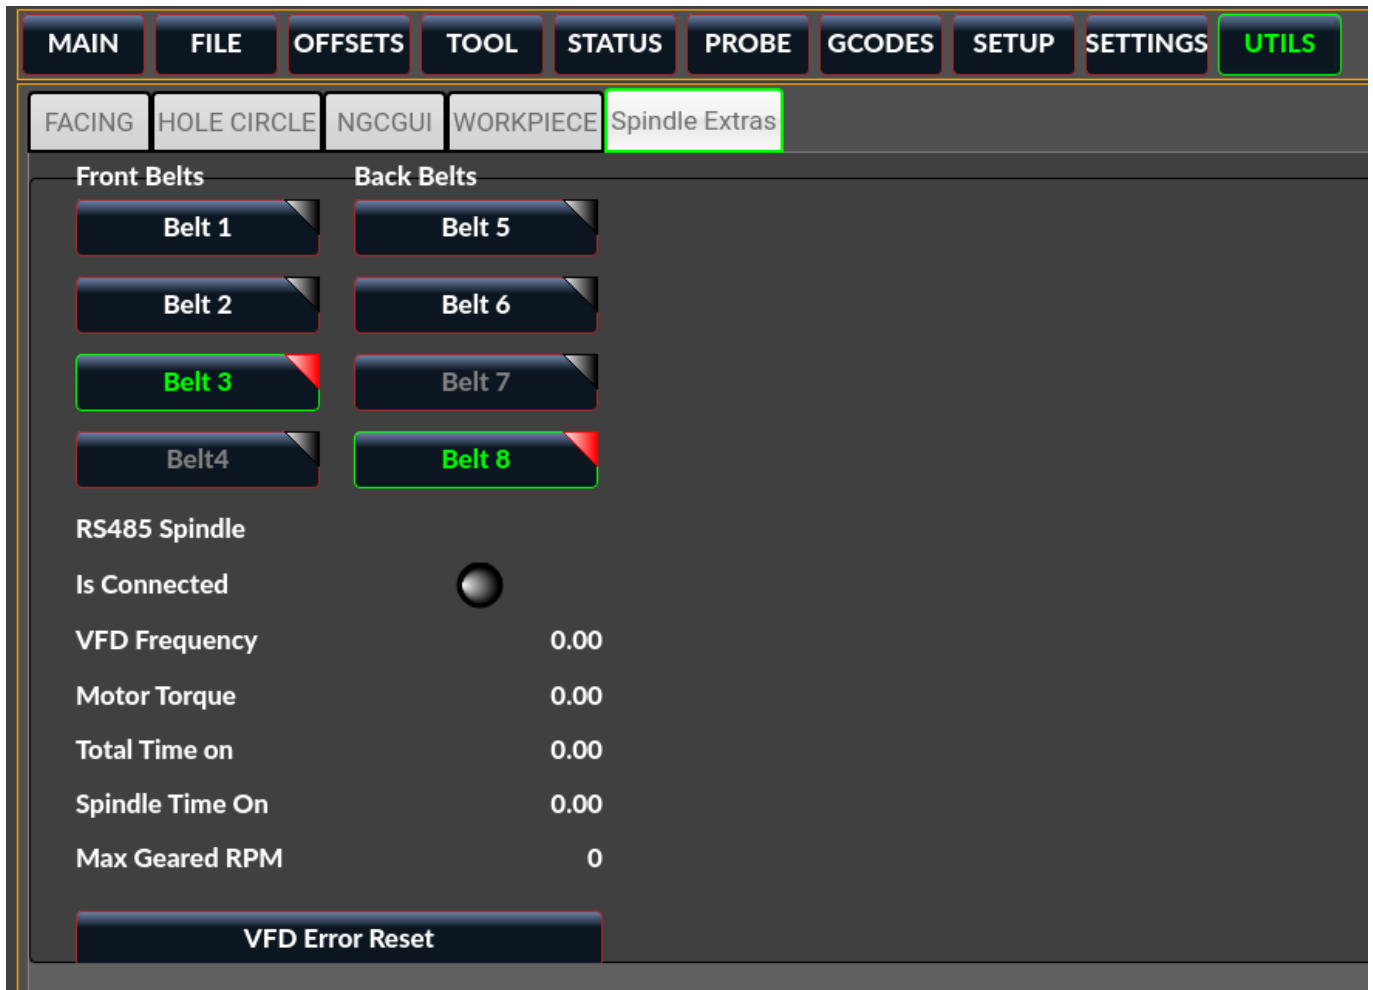 MAIN FILE OFFSETS TOOL STATUS PROBE GCODES SETUP SETTINGS UTILS
FACING HOLE CIRCLE NGCGUI WORKPIECE Spindle Extras
Front Belts Back Belts
Belt 1 Belt 5
Belt 2 Belt 6
Belt 3 Belt 7
Belt4 Belt 8
RS485 Spindle
Is Connected
VFD Frequency 0.00
Motor Torque 0.00
Total Time on 0.00
Spindle Time On 0.00
Max Geared RPM 0
VFD Error Reset